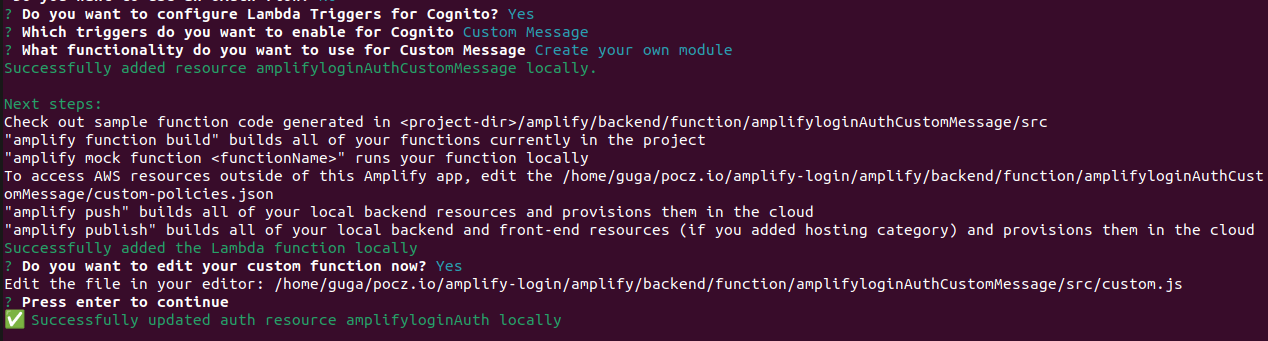 ? Do you want to configure Lambda Triggers for Cognito? Yes
? Which triggers do you want to enable for Cognito Custom Message
? What functionality do you want to use for Custom Message Create your own module
Successfully added resource amplifyloginAuthCustomMessage locally.
Next steps:
Check out sample function code generated in <project-dir>/amplify/backend/function/amplifyloginAuthCustomMessage/src
"amplify function build" builds all of your functions currently in the project
"amplify mock function <functionName>" runs your function locally
To access AWS resources outside of this Amplify app, edit the /home/guga/pocz.io/amplify-login/amplify/backend/function/amplifyloginAuthCust
omMessage/custom-policies.json
"amplify push" builds all of your local backend resources and provisions them in the cloud
"amplify publish" builds all of your local backend and front-end resources (if you added hosting category) and provisions them in the cloud
Successfully added the Lambda function locally
? Do you want to edit your custom function now? Yes
Edit the file in your editor: /home/guga/pocz.io/amplify-login/amplify/backend/function/amplifyloginAuthCustomMessage/src/custom.js
? Press enter to continue
✅ Successfully updated auth resource amplifyloginAuth locally